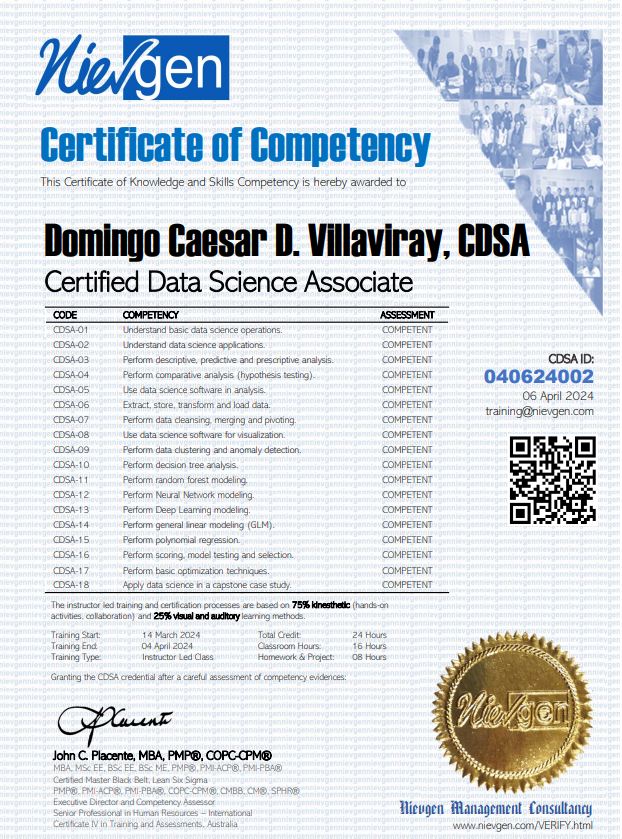 Nievgen
Certificate of Competency
This Certificate of Knowledge and Skills Competency is hereby awarded to
Domingo Caesar D. Villaviray, CDSA
Certified Data Science Associate
CODE COMPETENCY ASSESSMENT
CDSA-01 Understand basic data science operations. COMPETENT
CDSA-02 Understand data science applications. COMPETENT
CDSA-03 Perform descriptive, predictive and prescriptive analysis. COMPETENT
CDSA-04 Perform comparative analysis (hypothesis testing). COMPETENT
CDSA-05 Use data science software in analysis. COMPETENT
CDSA-06 Extract, store, transform and load data. COMPETENT
CDSA-07 Perform data cleansing, merging and pivoting. COMPETENT
CDSA-08 Use data science software for visualization. COMPETENT
CDSA-09 Perform data clustering and anomaly detection. COMPETENT
CDSA-10 Perform decision tree analysis. COMPETENT
CDSA-11 Perform random forest modeling. COMPETENT
CDSA-12 Perform Neural Network modeling. COMPETENT
CDSA-13 Perform Deep Learning modeling. COMPETENT
CDSA-14 Perform general linear modeling (GLM). COMPETENT
CDSA-15 Perform polynomial regression. COMPETENT
CDSA-16 Perform scoring, model testing and selection. COMPETENT
CDSA-17 Perform basic optimization techniques. COMPETENT
CDSA-18 Apply data science in a capstone case study. COMPETENT
CDSA ID:
040624002
06 April 2024
training@nievgen.com
The instructor led training and certification processes are based on 75% kinesthetic (hands-on
activities, collaboration) and 25% visual and auditory learning methods.
Training Start: 14 March 2024 Total Credit: 24 Hours
Training End: 04 April 2024 Classroom Hours: 16 Hours
Training Type: Instructor Led Class Homework & Project: 08 Hours
Granting the CDSA credential after a careful assessment of competency evidences:
JPlacente
John C. Placente, MBA, PMP®, COPC-CPM®
MBA, MSc EE, BSc EE, BSc ME, PMP®, PMI-ACP®, PMI-PBA®
Certified Master Black Belt, Lean Six Sigma
PMP®, PMI-ACP®, PMI-PBA®, COPC-CPM®, CMBB, CM®, SPHR®
Executive Director and Competency Assessor
Senior Professional in Human Resources – International
Certificate IV In Training and Assessments, Australia
Nievgen
Nievgen Management Consultancy
www.nievgen.com/VERIFY.html